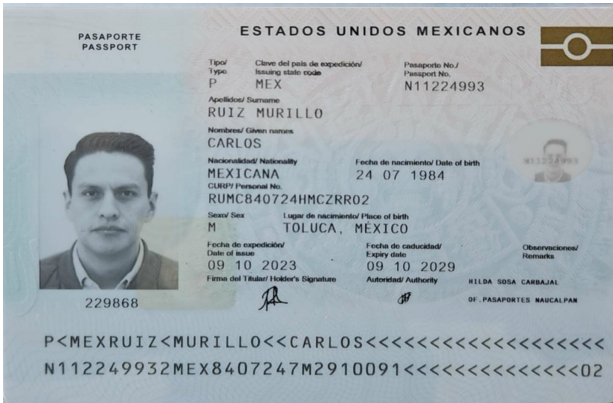 PASAPORTE
PASSPORT
ESTADOS UNIDOS MEXICANOS
Tipo/ Clave del país de expedición/ Pasaporte No./
Type Issuing state code Passport No.
P MEX N11224993
Apellidos/ Surname
RUIZ MURILLO
Nombres/ Given names
CARLOS
Nacionalidad/ Nationality Fecha de nacimiento/ Date of birth
MEXICANA 24 07 1984
CURP/ Personal No.
RUMC840724HMCZRR02
Sexo/ Sex Lugar de nacimiento/ Place of birth
M TOLUCA, MEXICO
Fecha de expedición/ Fecha de caducidad/ Observaciones/
Date of issue Expiry date Remarks
09 10 2023 09 10 2029
Firma del Titular/ Holder's Signature Autoridad/ Authority HILDA SOSA CARBAJAL
OF.PASAPORTES NAUCALPAN
N11224993
229868
P<MEXRUIZ<MURILLO<<CARLOS<<<<<<<<<<<<<<<<<<<
N112249932MEX8407247M2910091<<<<<<<<<<<<<<02